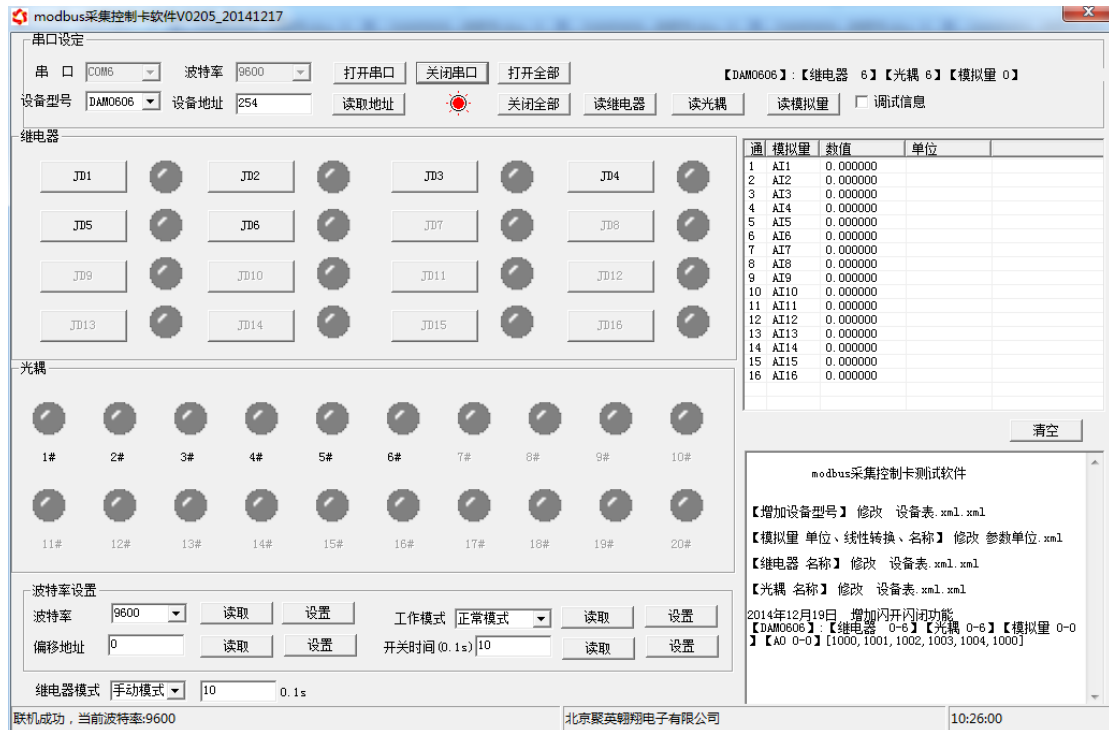 modbus采集控制卡软件V0205_20141217
串口设定
串 口 COM6 波特率 9600 打开串口 关闭串口 打开全部 【DAM0606】:【继电器 6】【光耦 6】【模拟量 0】
设备型号 DAM0606 设备地址 254 读取地址 关闭全部 读继电器 读光耦 读模拟量 调试信息
继电器
JD1 JD2 JD3 JD4
JD5 JD6 JD7 JD8
JD9 JD10 JD11 JD12
JD13 JD14 JD15 JD16
光耦
1# 2# 3# 4# 5# 6# 7# 8# 9# 10#
11# 12# 13# 14# 15# 16# 17# 18# 19# 20#
通 模拟量 数值 单位
1 AI1 0.000000
2 AI2 0.000000
3 AI3 0.000000
4 AI4 0.000000
5 AI5 0.000000
6 AI6 0.000000
7 AI7 0.000000
8 AI8 0.000000
9 AI9 0.000000
10 AI10 0.000000
11 AI11 0.000000
12 AI12 0.000000
13 AI13 0.000000
14 AI14 0.000000
15 AI15 0.000000
16 AI16 0.000000
清空
modbus采集控制卡测试软件
【增加设备型号】 修改 设备表.xml.xml
【模拟量 单位、线性转换、名称】 修改 参数单位.xml
【继电器 名称】 修改 设备表.xml.xml
【光耦 名称】 修改 设备表.xml.xml
2014年12月19日 增加闪开闪闭功能
【DAM0606】:【继电器 0-6】【光耦 0-6】【模拟量 0-0
】【AO 0-0】[1000,1001,1002,1003,1004,1000]
波特率设置
波特率 9600 读取 设置 工作模式 正常模式 读取 设置
偏移地址 0 读取 设置 开关时间(0.1s) 10 读取 设置
继电器模式 手动模式 10 0.1s
联机成功，当前波特率:9600 北京聚英翱翔电子有限公司 10:26:00